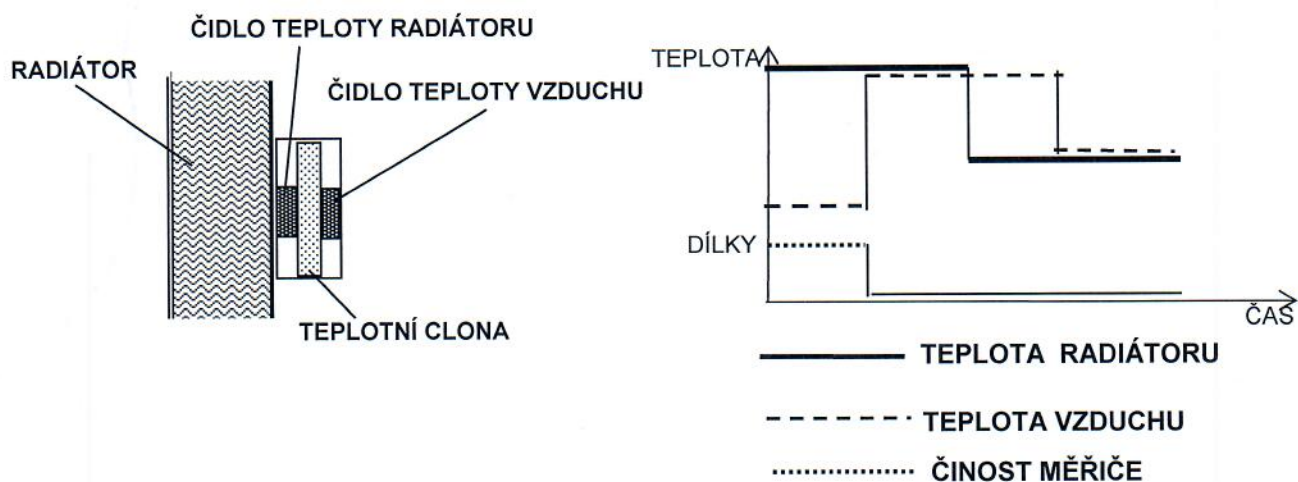 ČIDLO TEPLOTY RADIÁTORU
RADIÁTOR
ČIDLO TEPLOTY VZDUCHU
TEPLOTNÍ CLONA
TEPLOTA
DÍLKY
ČAS
TEPLOTA RADIÁTORU
TEPLOTA VZDUCHU
ČINOST MĚŘIČE